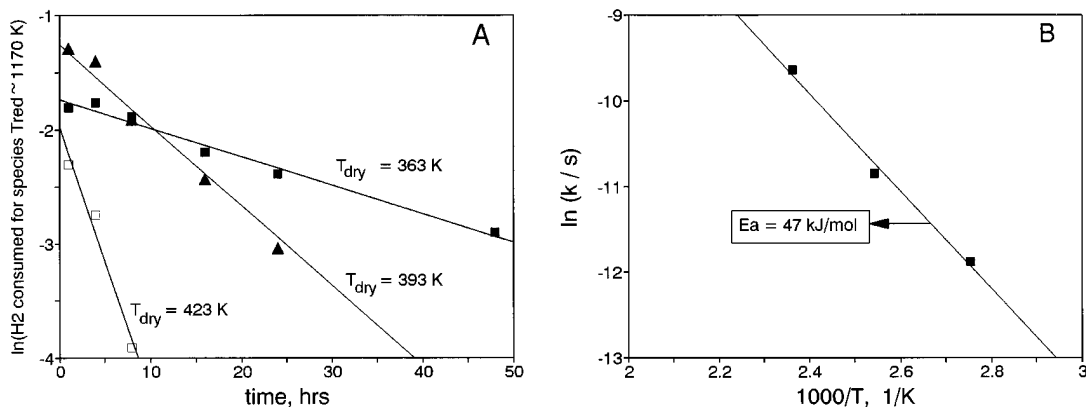 A
ln(H2 consumed for species Tred ~1170 K)
-1
-2
-3
-4
T_dry = 363 K
T_dry = 393 K
T_dry = 423 K
0
10
20
30
40
50
time, hrs
B
ln (k / s)
-9
-10
-11
-12
-13
Ea = 47 kJ/mol
2
2.2
2.4
2.6
2.8
3
1000/T, 1/K